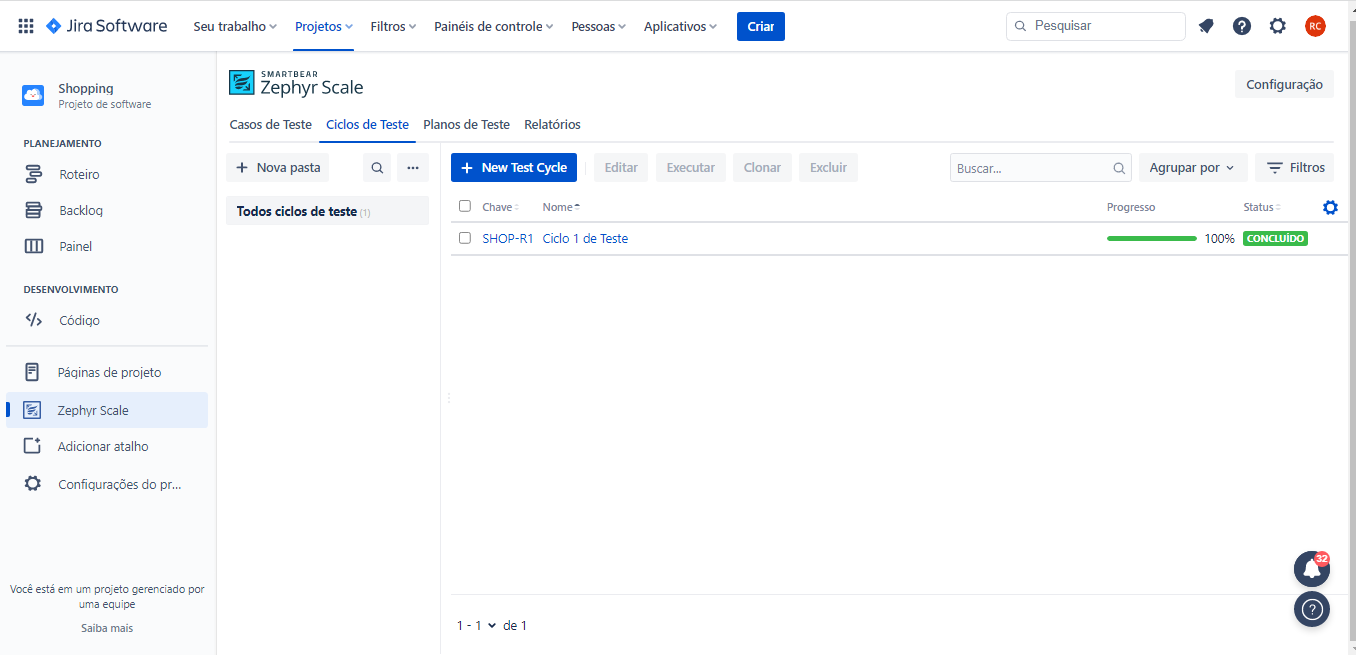 Jira Software
Seu trabalho
Projetos
Filtros
Painéis de controle
Pessoas
Aplicativos
Criar
Pesquisar
RC
Shopping
Projeto de software
PLANEJAMENTO
Roteiro
Backlog
Painel
DESENVOLVIMENTO
Código
Páginas de projeto
Zephyr Scale
Adicionar atalho
Configurações do pr...
Você está em um projeto gerenciado por
uma equipe
Saiba mais
SMARTBEAR
Zephyr Scale
Configuração
Casos de Teste
Ciclos de Teste
Planos de Teste
Relatórios
+ Nova pasta
...
Todos ciclos de teste (1)
+ New Test Cycle
Editar
Executar
Clonar
Excluir
Buscar...
Agrupar por
Filtros
Chave
Nome
Progresso
Status
SHOP-R1
Ciclo 1 de Teste
100%
CONCLUÍDO
1 - 1 de 1
32
?